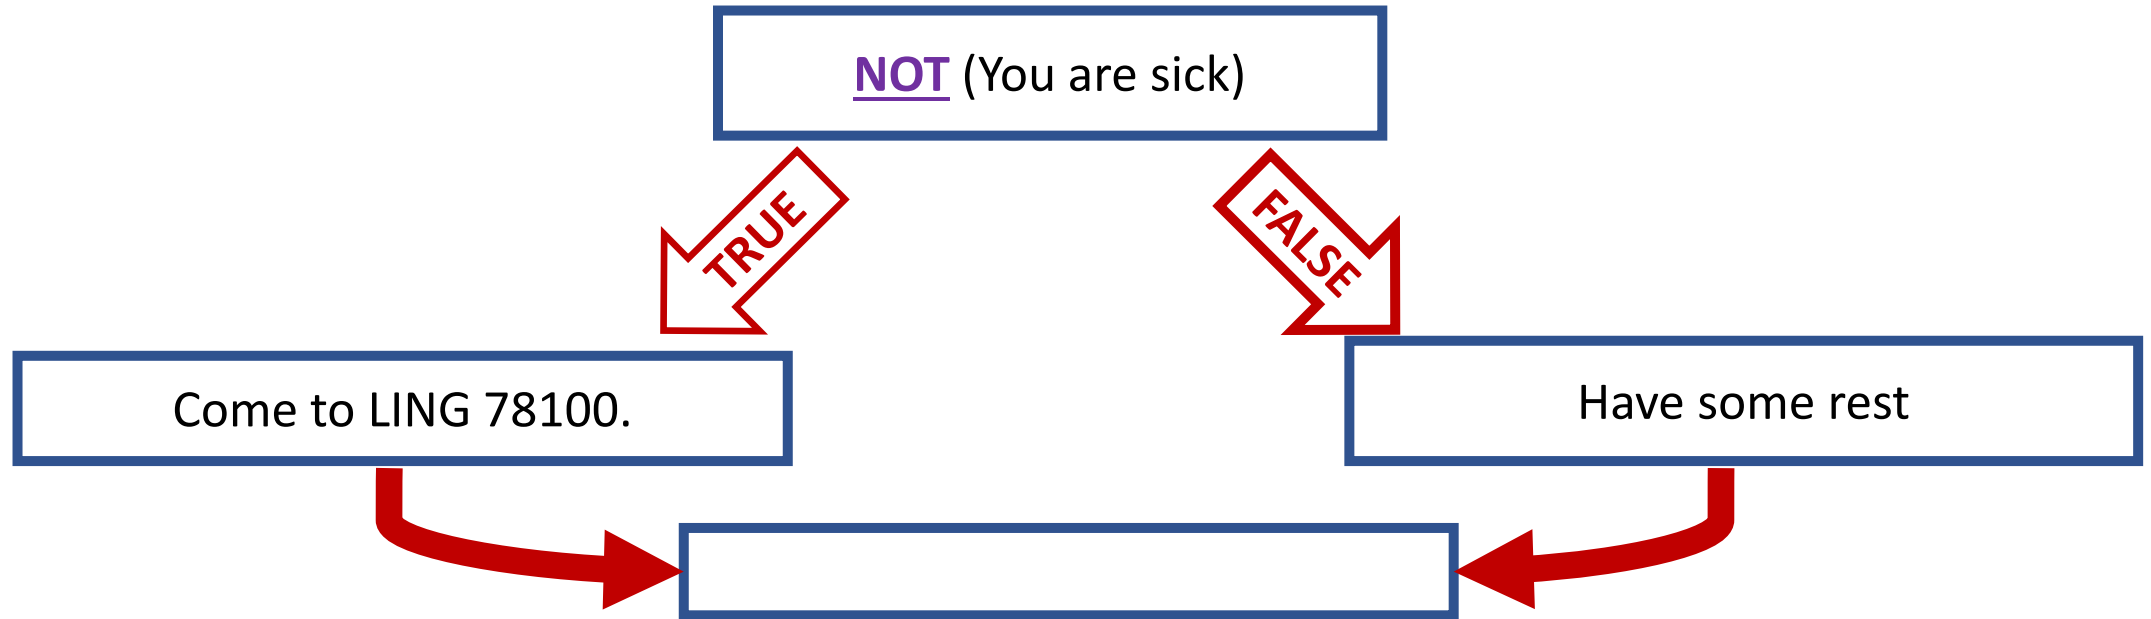 NOT (You are sick)
TRUE
FALSE
Come to LING 78100.
Have some rest